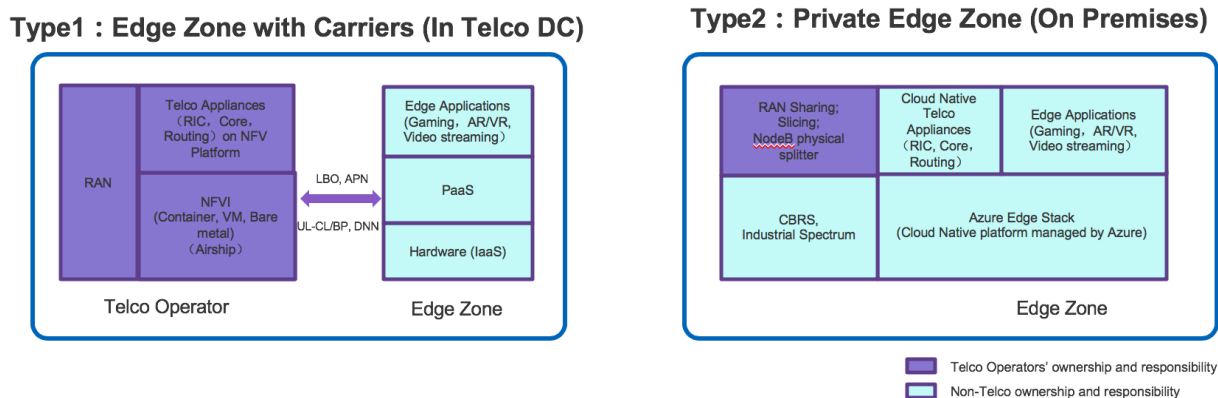 Type1：Edge Zone with Carriers (In Telco DC)
RAN
Telco Appliances
（RIC，Core，
Routing）on NFV
Platform
NFVI
(Container, VM, Bare
metal)
（Airship）
LBO, APN
UL-CL/BP, DNN
Edge Applications
(Gaming，AR/VR,
Video streaming）
PaaS
Hardware (IaaS)
Telco Operator
Edge Zone
Type2：Private Edge Zone (On Premises)
RAN Sharing;
Slicing;
NodeB physical
splitter
Cloud Native
Telco
Appliances
（RIC, Core，
Routing）
Edge Applications
(Gaming，AR/VR,
Video streaming）
CBRS,
Industrial Spectrum
Azure Edge Stack
(Cloud Native platform managed by Azure)
Edge Zone
Telco Operators’ ownership and responsibility
Non-Telco ownership and responsibility